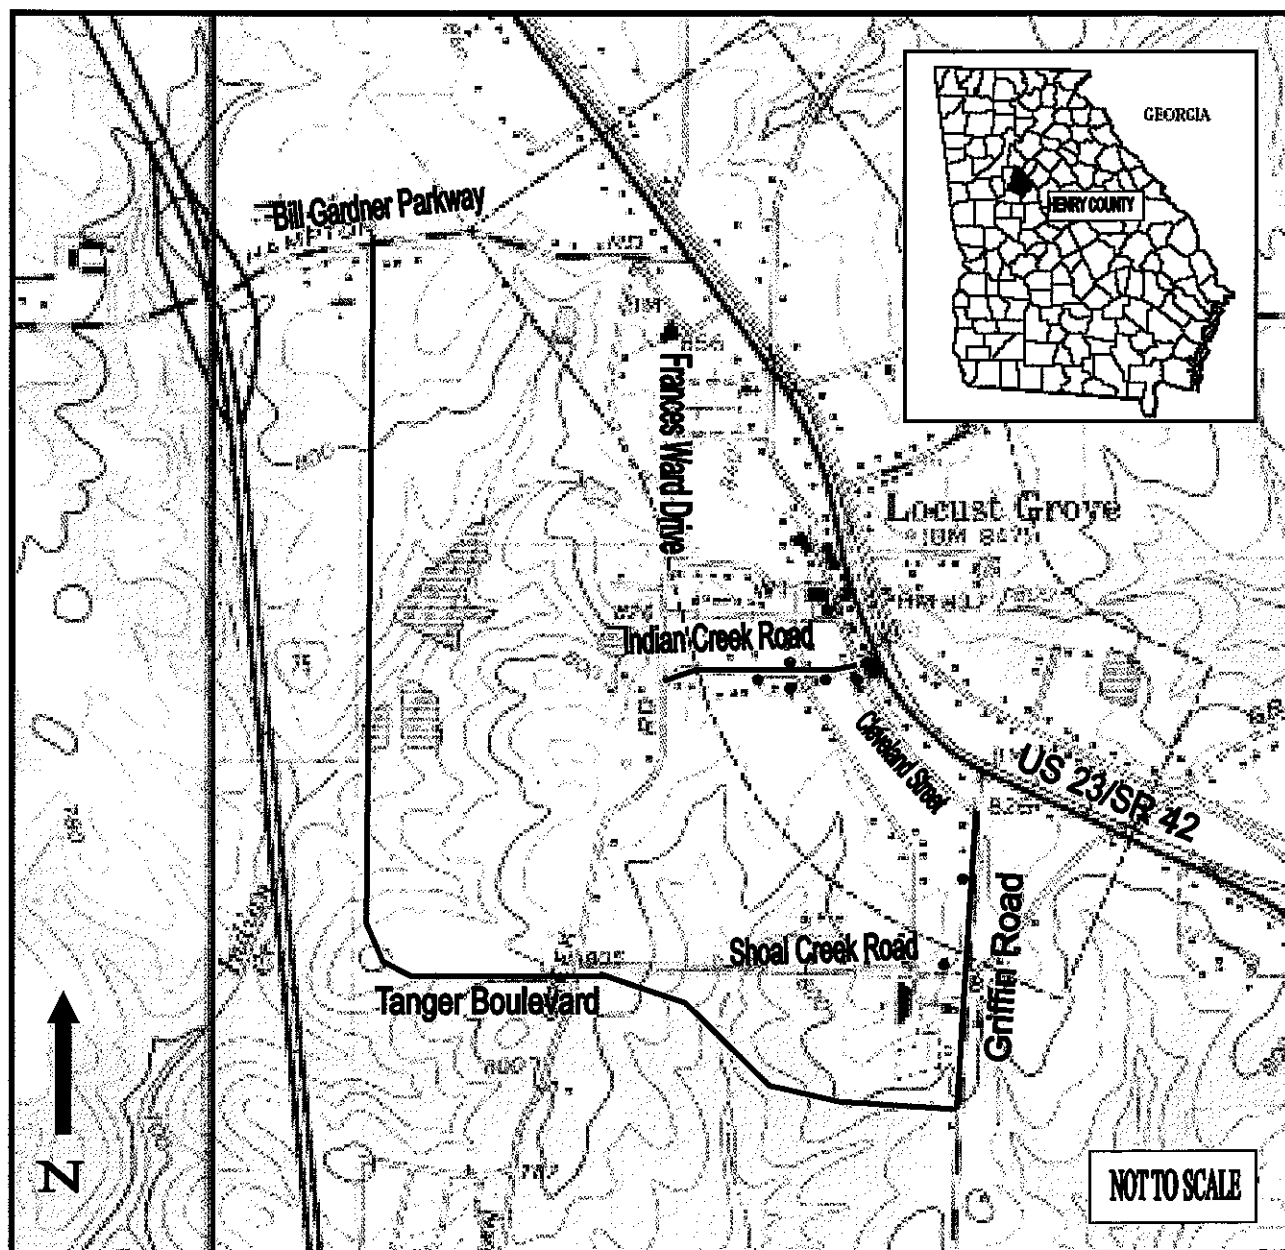 GEORGIA
HENRY COUNTY
Bill Gardner Parkway
Frances Ward Drive
Locust Grove
Indian Creek Road
Cleveland Street
US 23/SR 42
Griffin Road
Shoal Creek Road
Tanger Boulevard
N
NOT TO SCALE